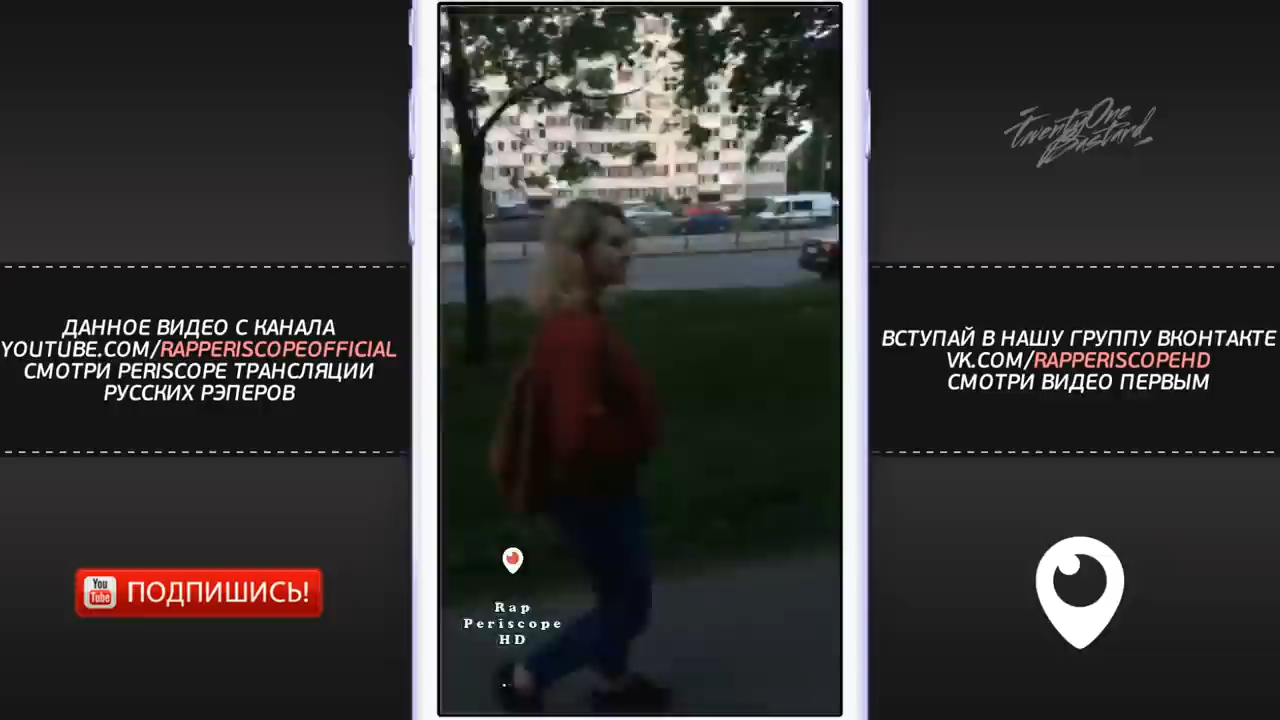 TwentyOne
Bastard
ДАННОЕ ВИДЕО С КАНАЛА
YOUTUBE.COM/RAPPERISCOPEOFFICIAL
СМОТРИ PERISCOPE ТРАНСЛЯЦИИ
РУССКИХ РЭПЕРОВ
ВСТУПАЙ В НАШУ ГРУППУ ВКОНТАКТЕ
VK.COM/RAPPERISCOPEHD
СМОТРИ ВИДЕО ПЕРВЫМ
You
Tube
ПОДПИШИСЬ!
Rap
Periscope
HD